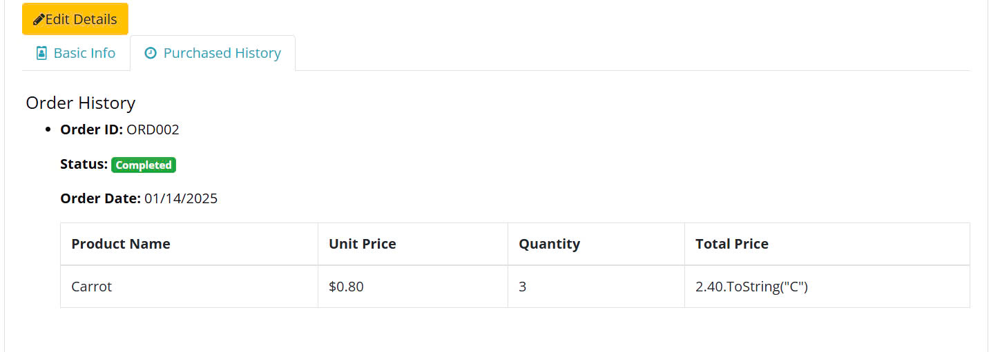 Edit Details
Basic Info Purchased History
Order History
Order ID: ORD002
Status: Completed
Order Date: 01/14/2025
Product Name Unit Price Quantity Total Price
Carrot $0.80 3 2.40.ToString("C")